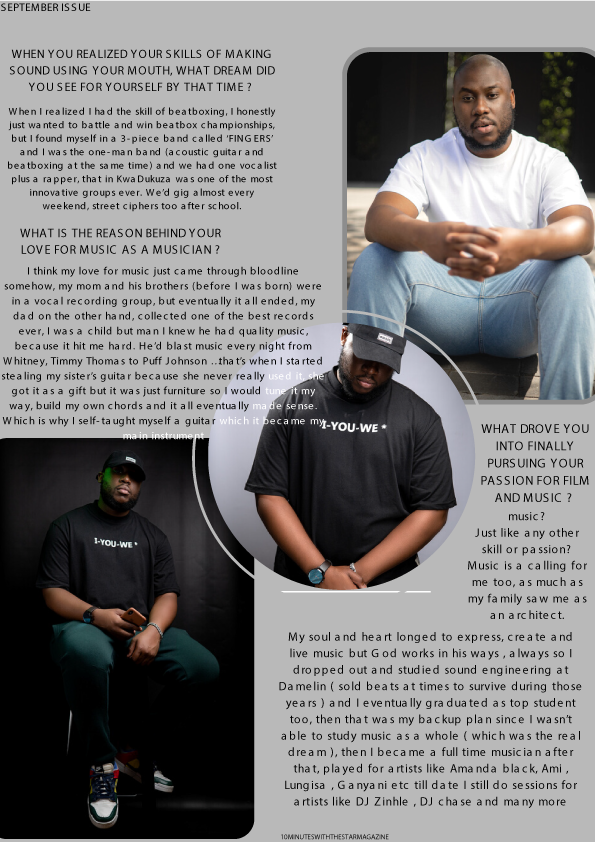 SEPTEMBER ISSUE
WHEN YOU REALIZED YOUR SKILLS OF MAKING
SOUND USING YOUR MOUTH, WHAT DREAM DID
YOU SEE FOR YOURSELF BY THAT TIME ?
When I realized I had the skill of beatboxing, I honestly
just wanted to battle and win beatbox championships,
but I found myself in a 3-piece band called ‘FINGERS’
and I was the one-man band (acoustic guitar and
beatboxing at the same time) and we had one vocalist
plus a rapper, that in KwaDukuza was one of the most
innovative groups ever. We’d gig almost every
weekend, street ciphers too after school.
WHAT IS THE REASON BEHIND YOUR
LOVE FOR MUSIC AS A MUSICIAN ?
I think my love for music just came through bloodline
somehow, my mom and his brothers (before I was born) were
in a vocal recording group, but eventually it all ended, my
dad on the other hand, collected one of the best records
ever, I was a child but man I knew he had quality music,
because it hit me hard. He’d blast music every night from
Whitney, Timmy Thomas to Puff Johnson …that’s when I started
stealing my sister’s guitar because she never really used it, she
got it as a gift but it was just furniture so I would tune it my
way, build my own chords and it all eventually made sense.
Which is why I self-taught myself a guitar which it became my
main instrument
I-YOU-WE *
I-YOU-WE *
WHAT DROVE YOU
INTO FINALLY
PURSUING YOUR
PASSION FOR FILM
AND MUSIC ?
music?
Just like any other
skill or passion?
Music is a calling for
me too, as much as
my family saw me as
an architect.
My soul and heart longed to express, create and
live music but God works in his ways , always so I
dropped out and studied sound engineering at
Damelin ( sold beats at times to survive during those
years ) and I eventually graduated as top student
too, then that was my backup plan since I wasn’t
able to study music as a whole ( which was the real
dream ), then I became a full time musician after
that, played for artists like Amanda black, Ami ,
Lungisa , Ganyani etc till date I still do sessions for
artists like DJ Zinhle , DJ chase and many more
10MINUTESWITHTHESTARMAGAZINE